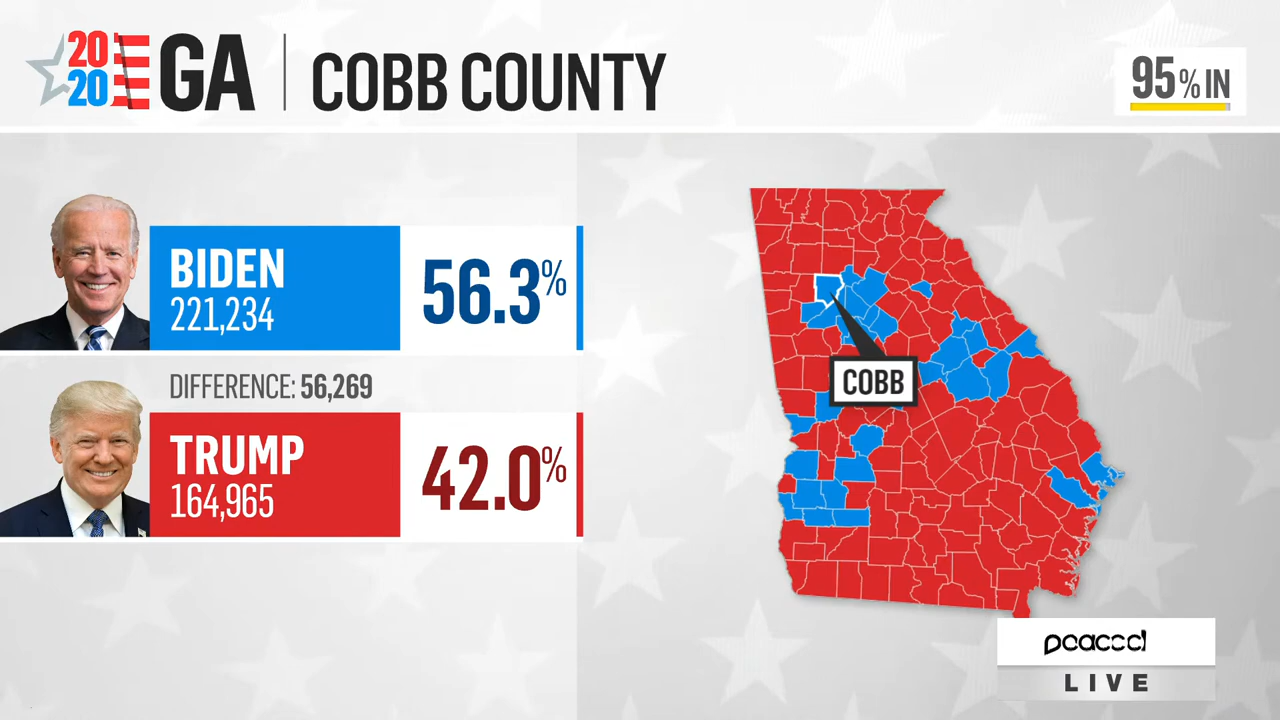 2020 GA | COBB COUNTY
95% IN
BIDEN
221,234
56.3%
DIFFERENCE: 56,269
TRUMP
164,965
42.0%
COBB
LIVE